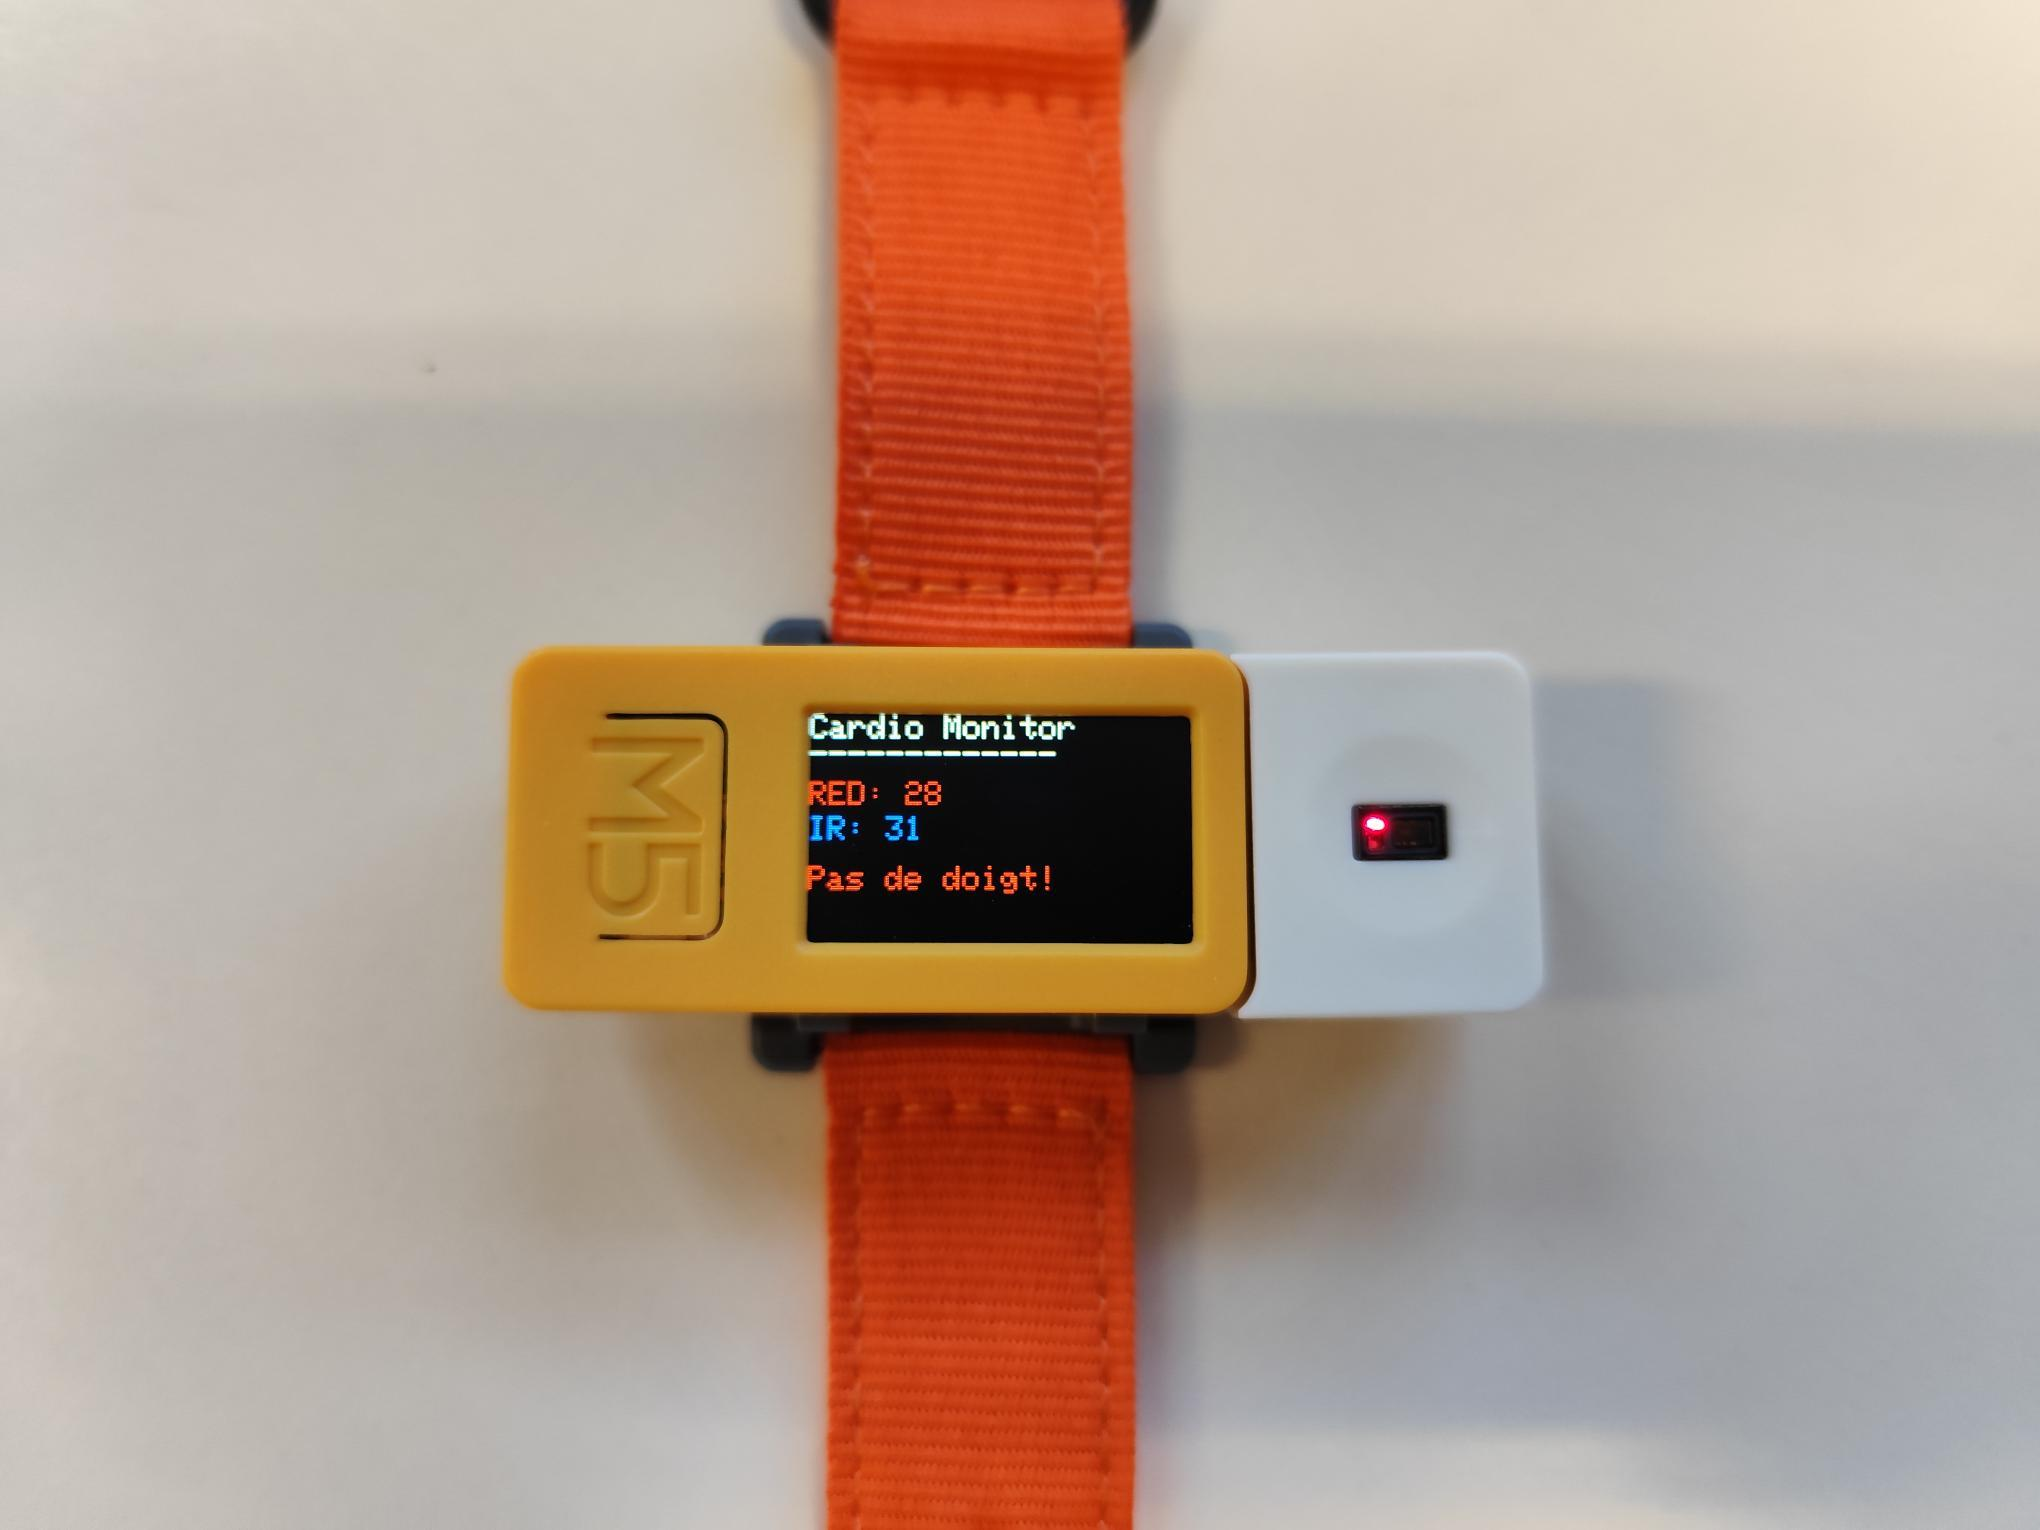 M5
Cardio Monitor
-------------
RED: 28
IR: 31
Pas de doigt!